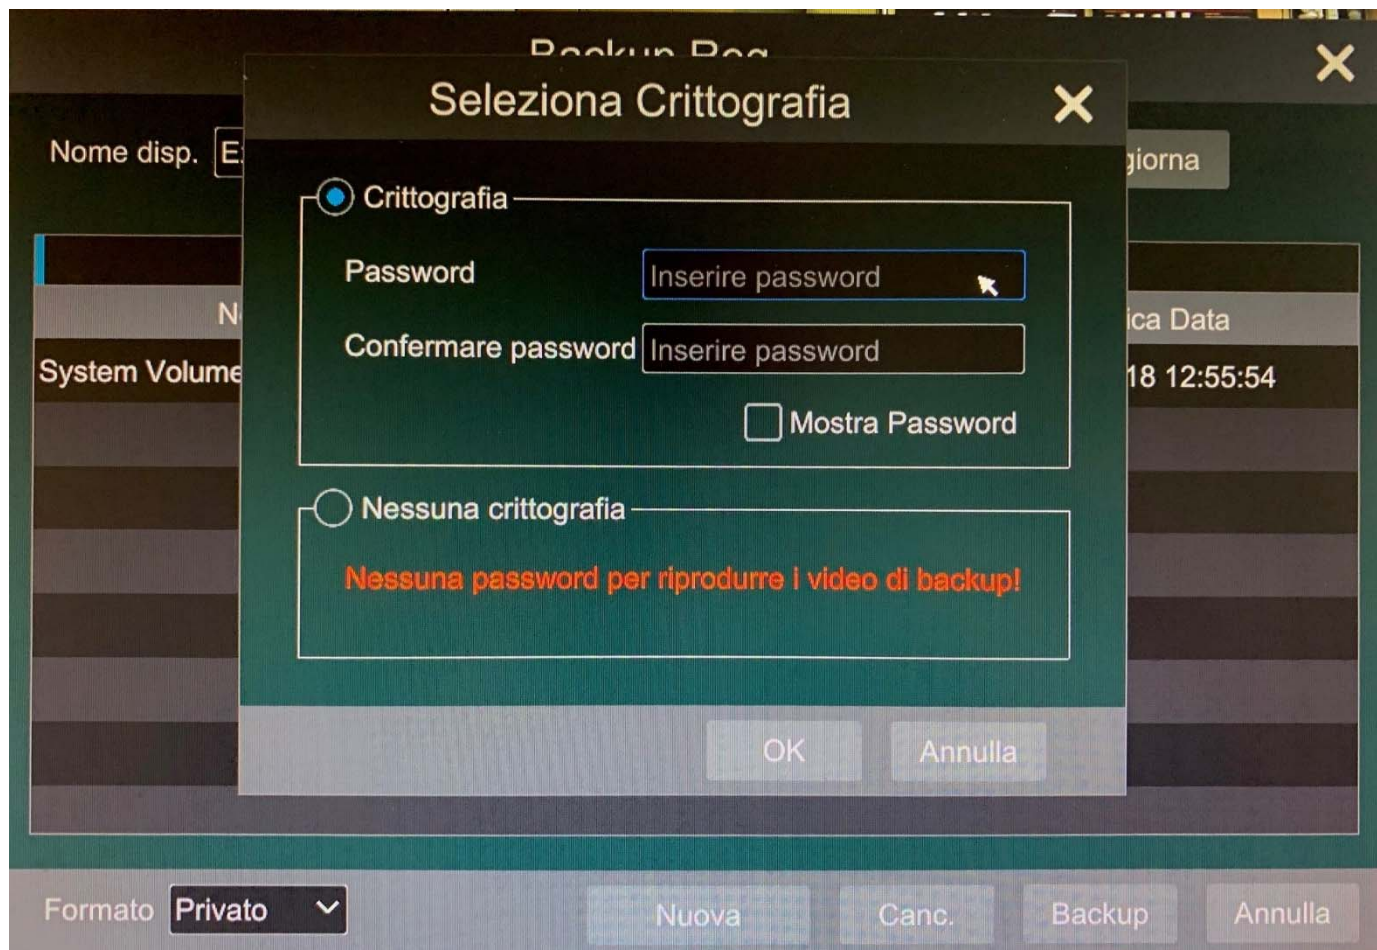 Backup Reg
Seleziona Crittografia
Nome disp.
Crittografia
Password Inserire password
Confermare password Inserire password
Mostra Password
System Volume 18 12:55:54
Data
Nessuna crittografia
Nessuna password per riprodurre i video di backup!
OK Annulla
Formato Privato Nuova Canc. Backup Annulla